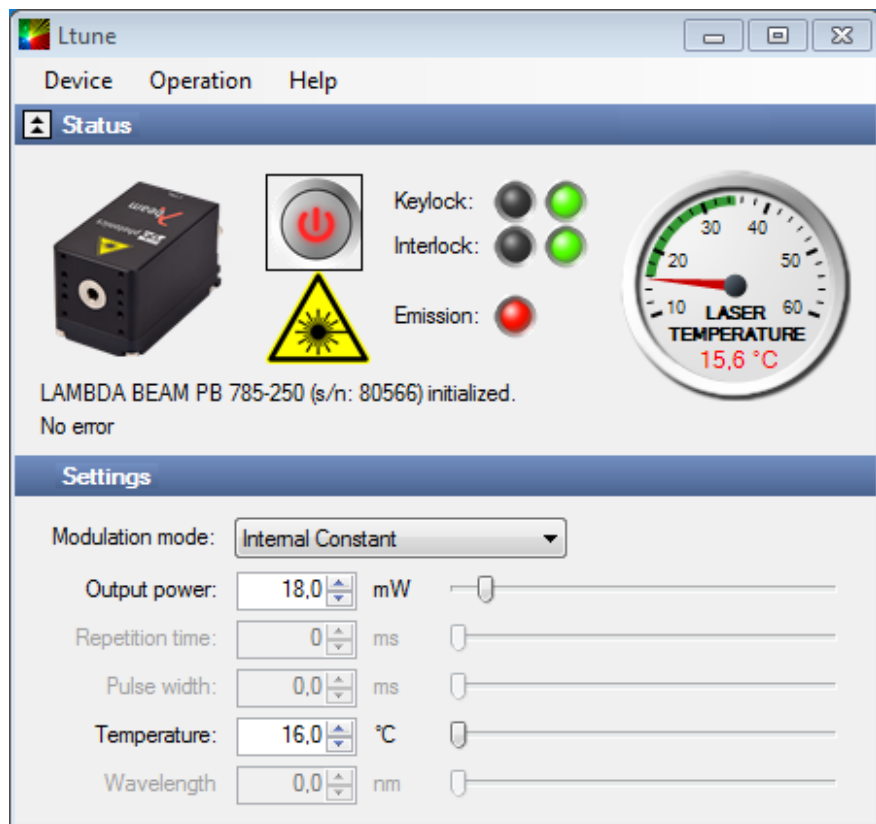 Ltune
Device Operation Help
Status
Keylock:
Interlock:
Emission:
10 20 30 40 50 60
LASER
TEMPERATURE
15,6 °C
LAMBDA BEAM PB 785-250 (s/n: 80566) initialized.
No error
Settings
Modulation mode: Internal Constant
Output power: 18,0 mW
Repetition time: 0 ms
Pulse width: 0,0 ms
Temperature: 16,0 °C
Wavelength 0,0 nm